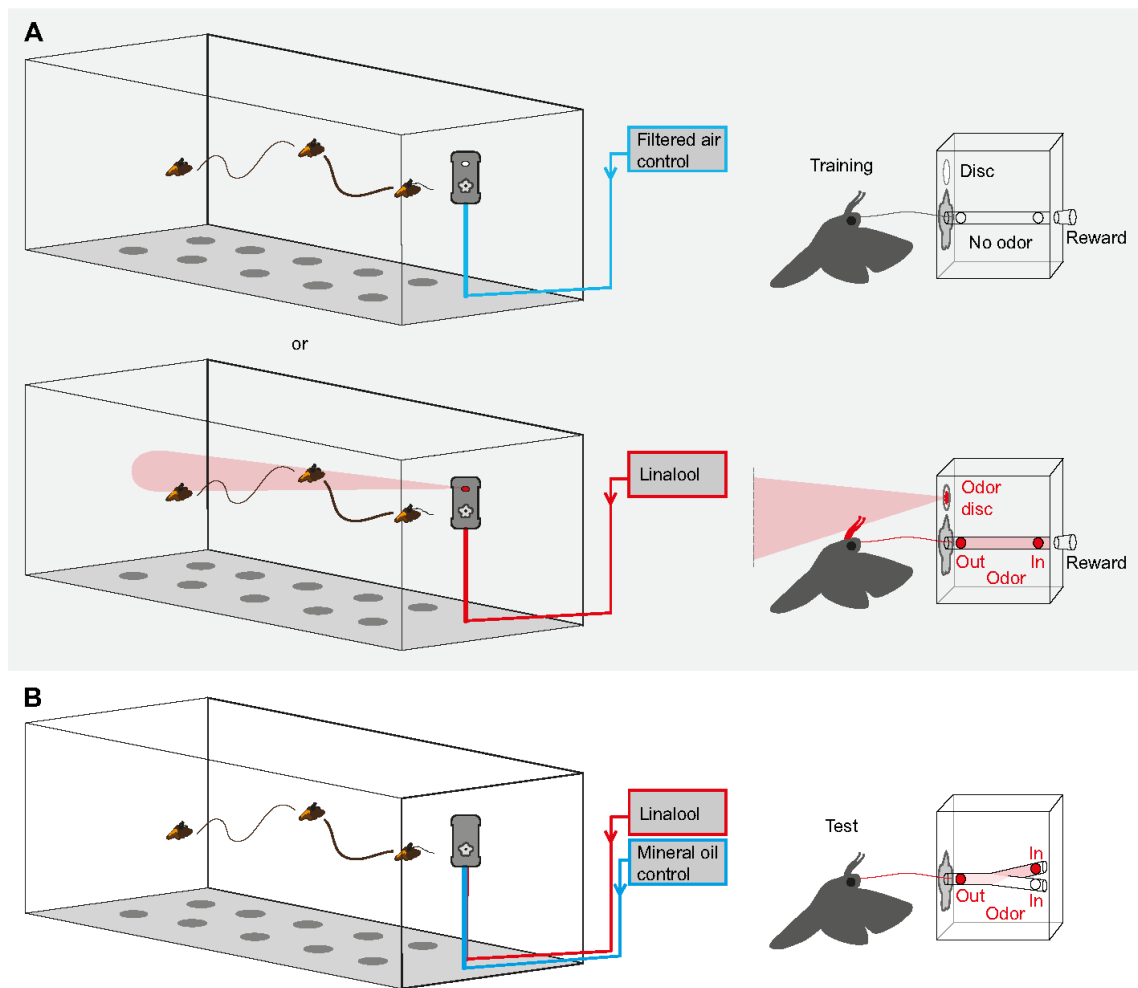 A
Filtered air
control
Training
Disc
No odor
Reward
or
Linalool
Odor
disc
Out
In
Odor
Reward
B
Linalool
Mineral oil
control
Test
In
Out
In
Odor